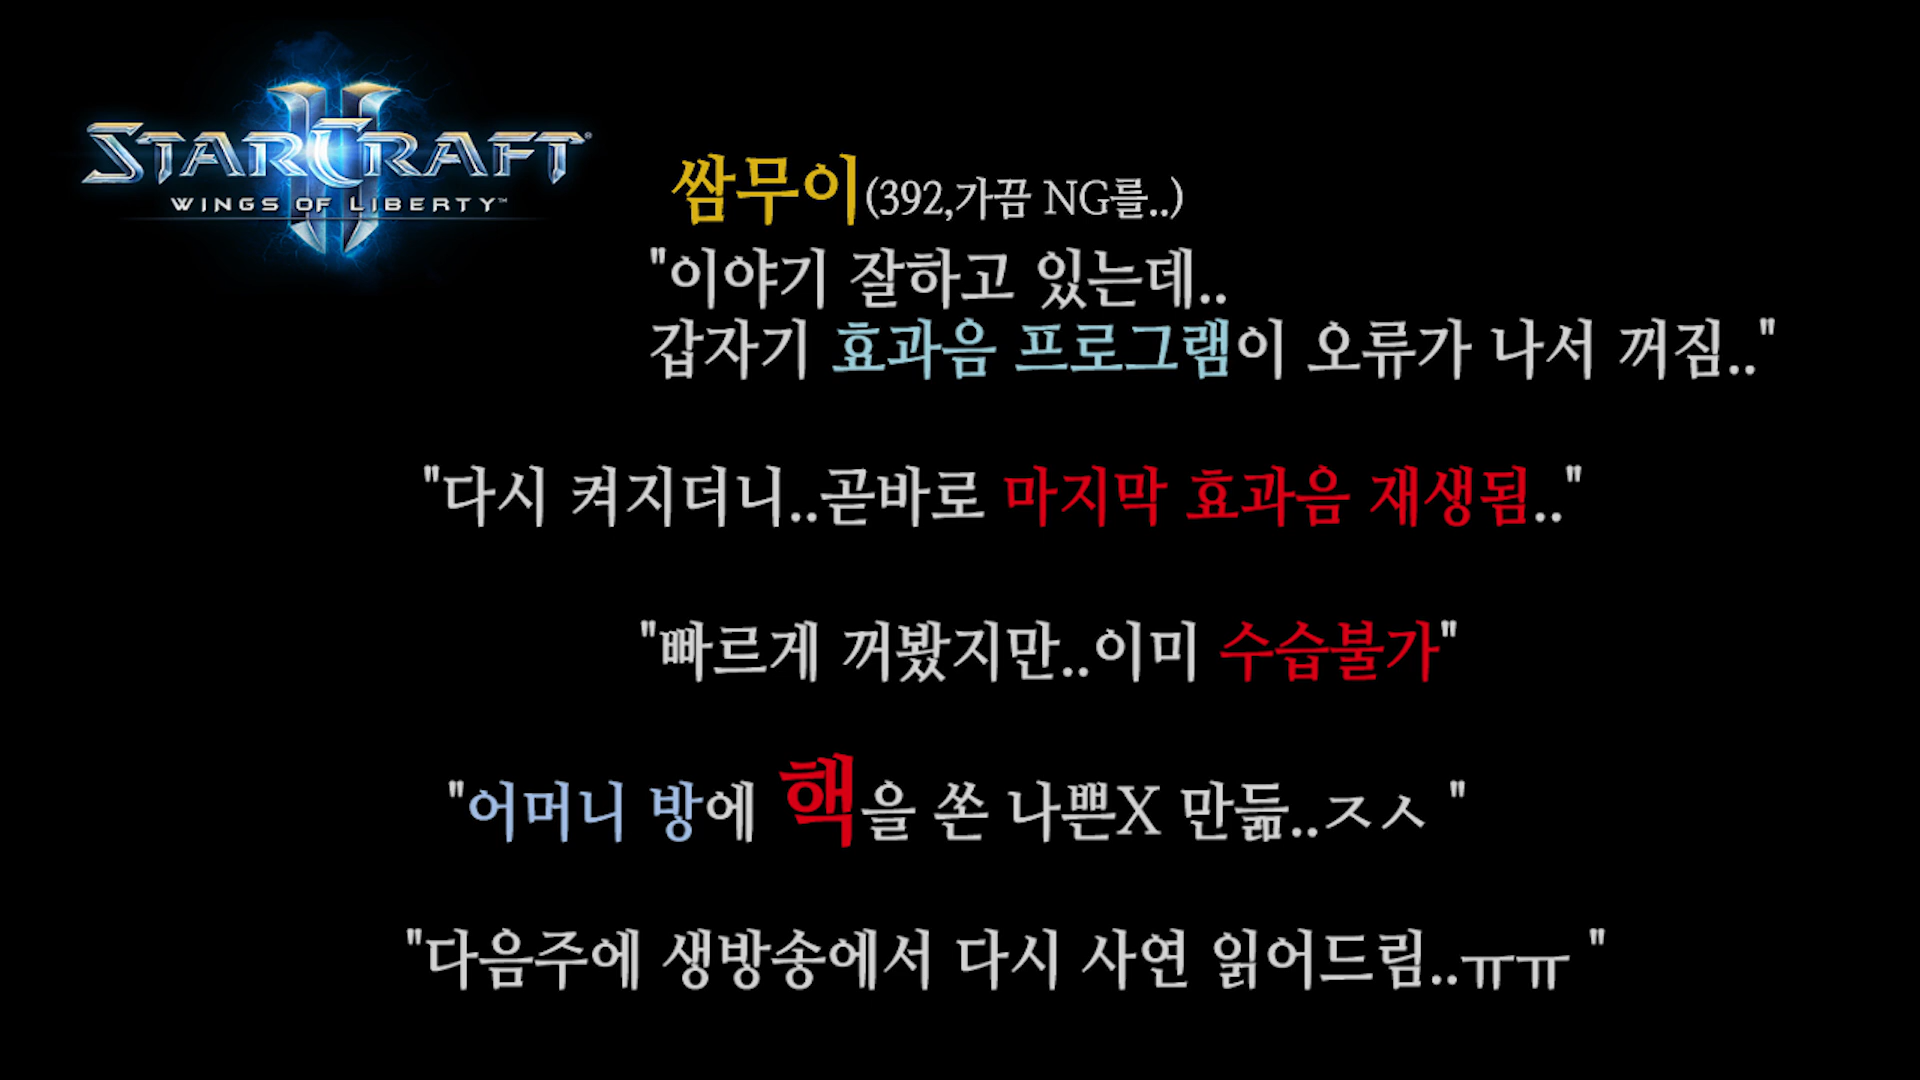 STARCRAFT®
II
WINGS OF LIBERTY™
쌈무이(392,가끔 NG를..)
"이야기 잘하고 있는데..
갑자기 효과음 프로그램이 오류가 나서 꺼짐.."
"다시 켜지더니..곧바로 마지막 효과음 재생됨.."
"빠르게 꺼봤지만..이미 수습불가"
"어머니 방에 핵을 쏜 나쁜X 만듦..ㅈㅅ "
"다음주에 생방송에서 다시 사연 읽어드림..ㅠㅠ "